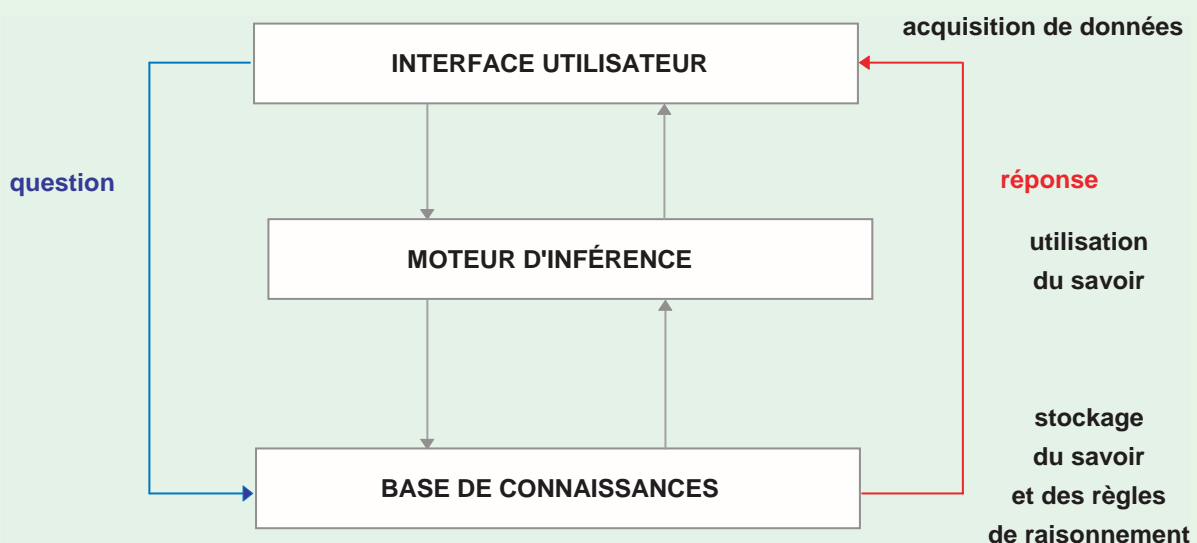 acquisition de données
INTERFACE UTILISATEUR
question
réponse
MOTEUR D'INFÉRENCE
utilisation
du savoir
BASE DE CONNAISSANCES
stockage
du savoir
et des règles
de raisonnement